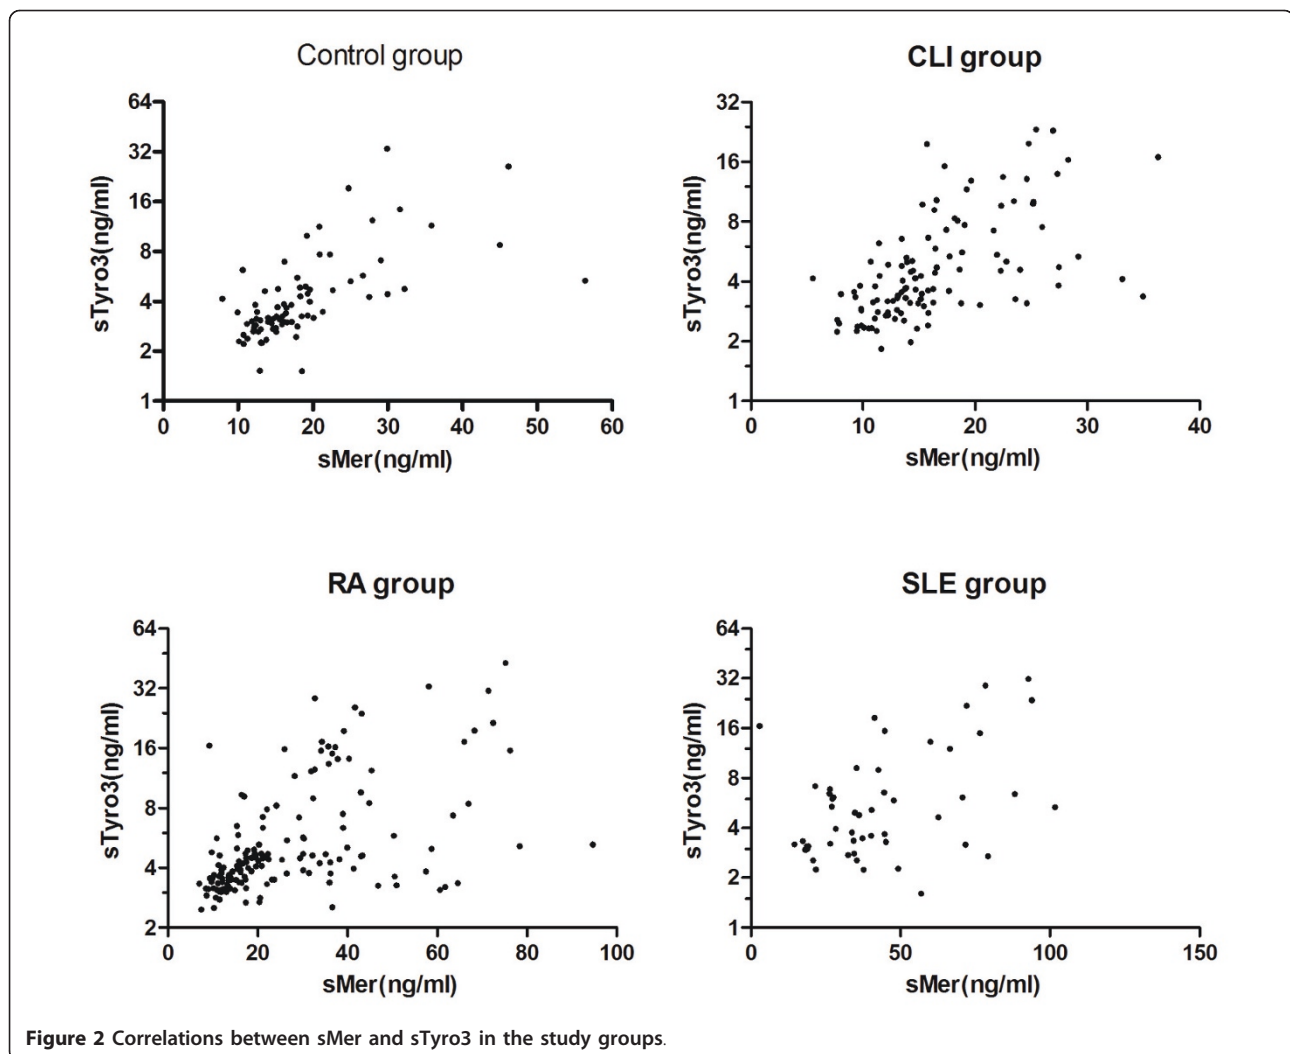 Control group
64
32
16
8
4
2
1
sTyro3(ng/ml)
0 10 20 30 40 50 60
sMer(ng/ml)
CLI group
32
16
8
4
2
1
sTyro3(ng/ml)
0 10 20 30 40
sMer(ng/ml)
RA group
64
32
16
8
4
2
sTyro3(ng/ml)
0 20 40 60 80 100
sMer(ng/ml)
SLE group
64
32
16
8
4
2
1
sTyro3(ng/ml)
0 50 100 150
sMer(ng/ml)
Figure 2 Correlations between sMer and sTyro3 in the study groups.